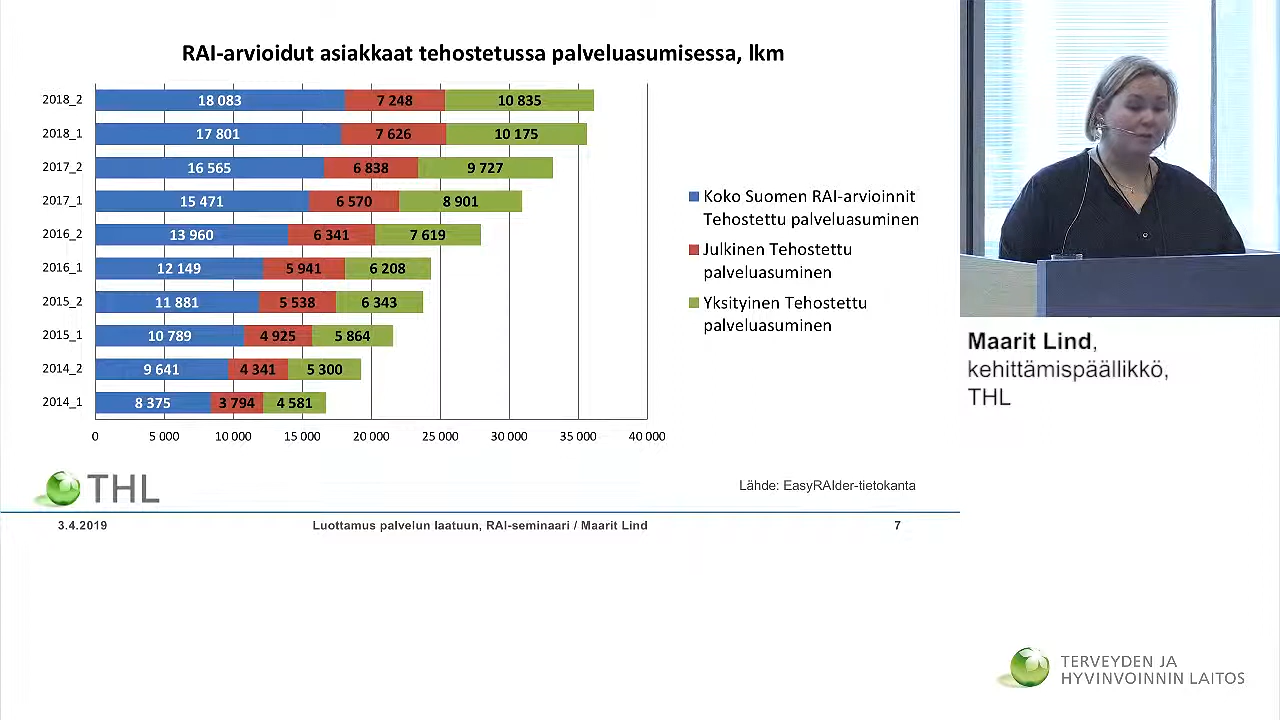 RAI arvioidut asiakkaat tehostetussa palveluasumisessa, lkm
2018_2 18 083 7 248 10 835
2018_1 17 801 7 626 10 175
2017_2 9 727
2017_1 15 471 6 570 8 901
2016_2 13 960 6 341 7 619
2016_1 12 149 5 941 6 208
2015_2 11 881 5 538 6 343
2015_1 10 789 4 925 5 864
2014_2 9 641 4 341 5 300
2014_1 8 375 3 794 4 581
0 5 000 10 000 15 000 20 000 25 000 30 000 35 000 40 000
Koko Suomen RAI-arvioinnit
Tehostettu palveluasuminen
Julkinen Tehostettu
palveluasuminen
Yksityinen Tehostettu
palveluasuminen
THL
Lähde: EasyRAIder-tietokanta
3.4.2019 Luottamus palvelun laatuun, RAI-seminaari / Maarit Lind 7
Maarit Lind,
kehittämispäällikkö,
THL
TERVEYDEN JA
HYVINVOINNIN LAITOS